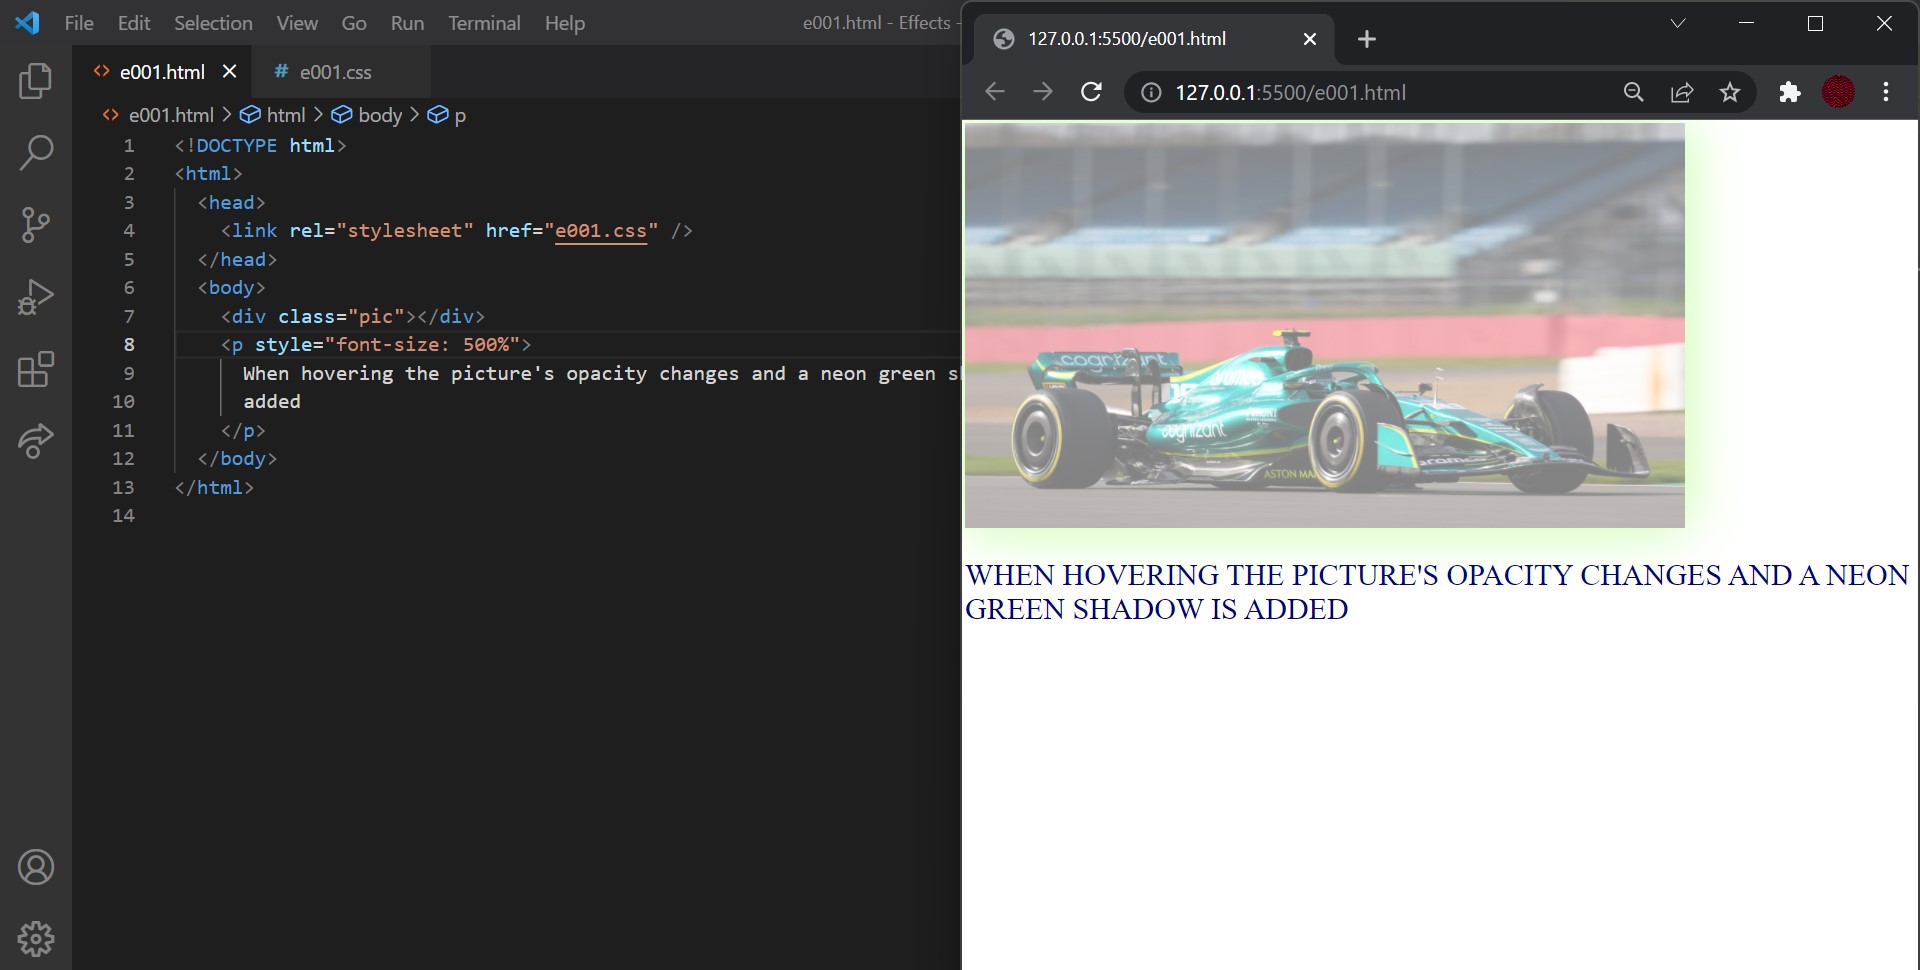 File Edit Selection View Go Run Terminal Help
e001.html - Effects -
e001.html
e001.css
e001.html > html > body > p
1 <!DOCTYPE html>
2 <html>
3 <head>
4 <link rel="stylesheet" href="e001.css" />
5 </head>
6 <body>
7 <div class="pic"></div>
8 <p style="font-size: 500%">
9 When hovering the picture's opacity changes and a neon green s
10 added
11 </p>
12 </body>
13 </html>
14
127.0.0.1:5500/e001.html
127.0.0.1:5500/e001.html
cognizant
aramco
cognizant
ASTON MA
aramco
WHEN HOVERING THE PICTURE'S OPACITY CHANGES AND A NEON
GREEN SHADOW IS ADDED